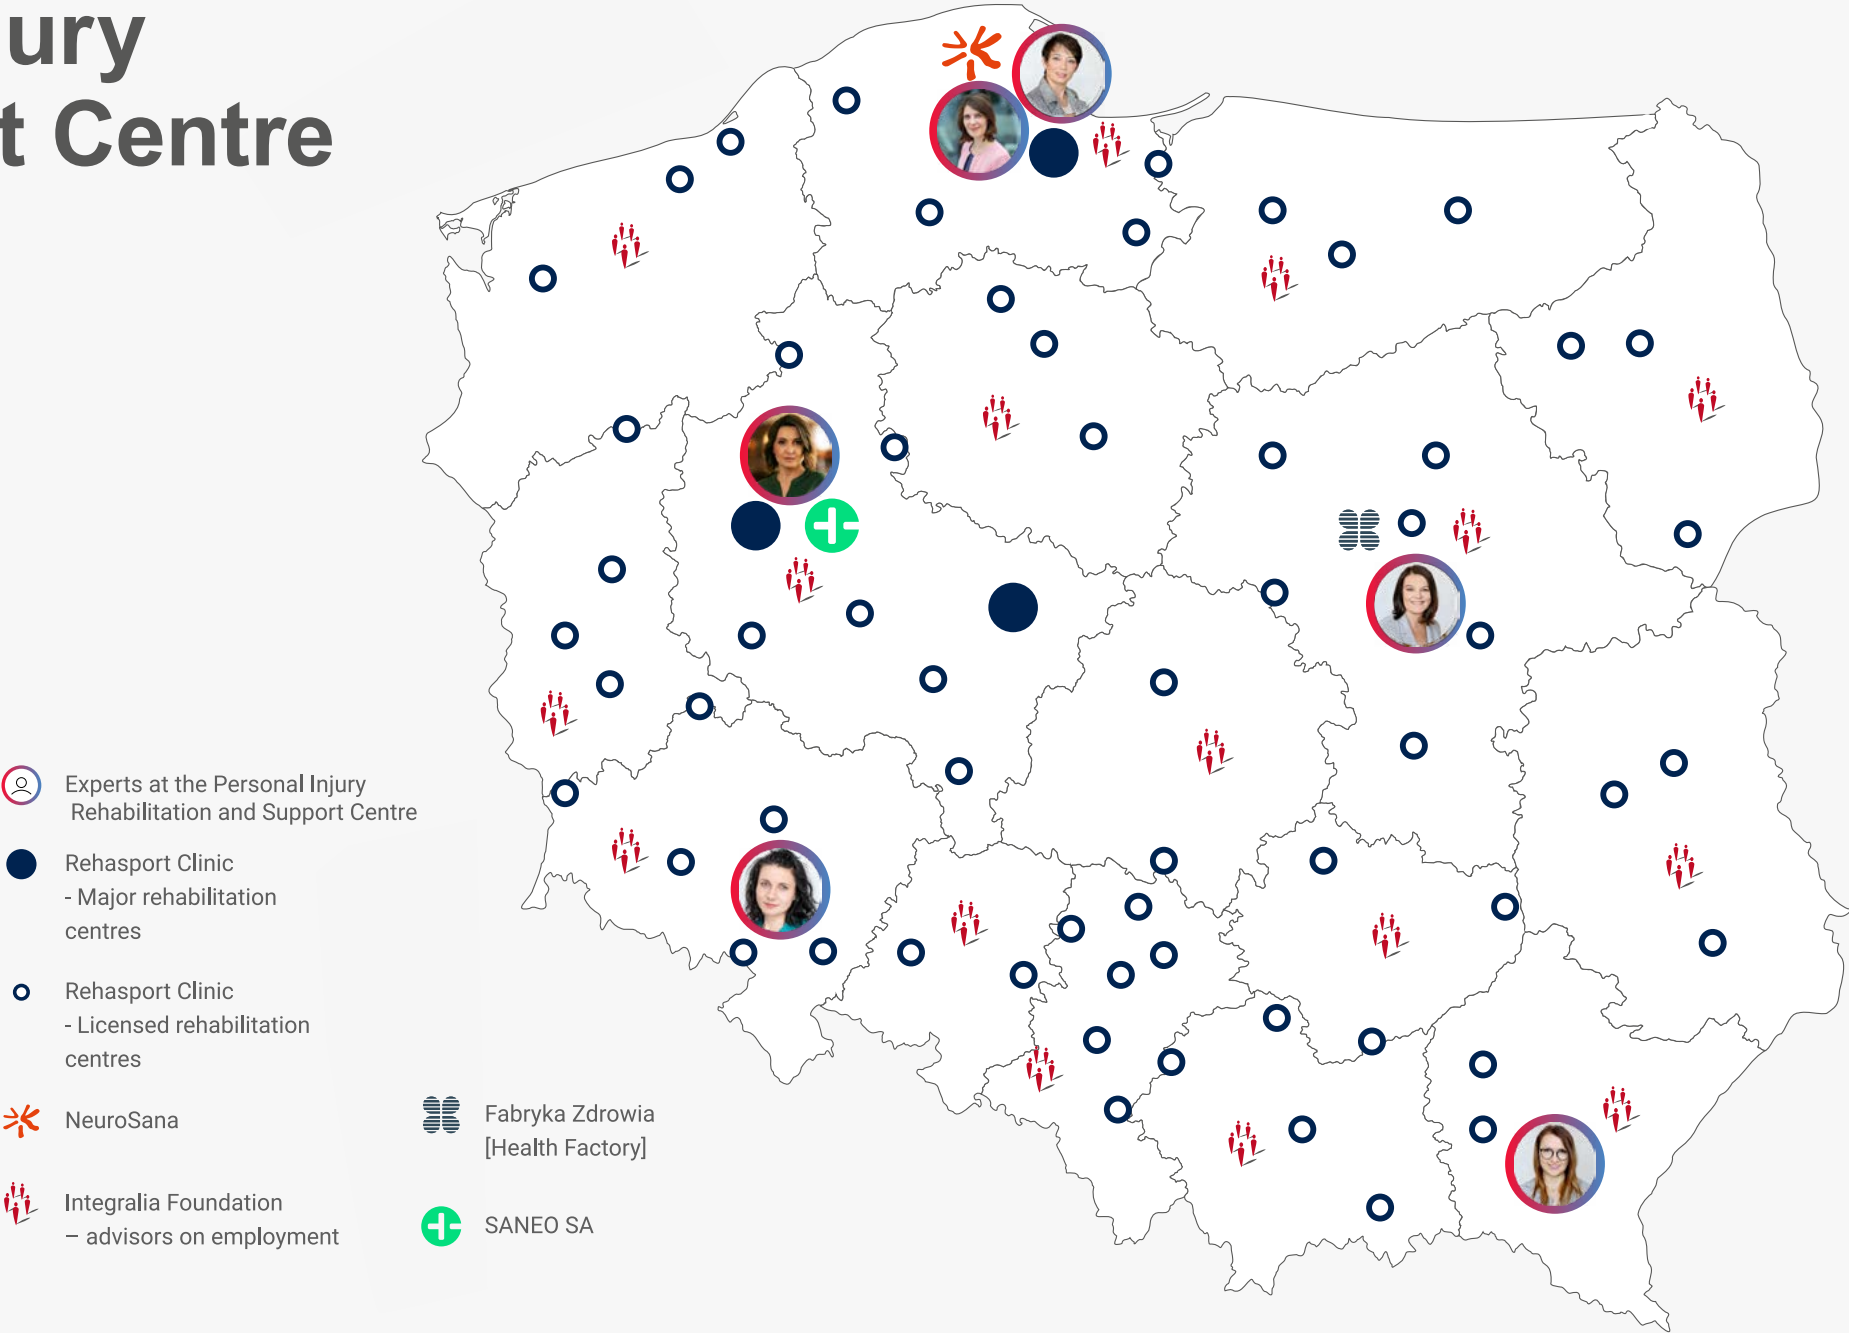 ury
t Centre
Experts at the Personal Injury
Rehabilitation and Support Centre
Rehasport Clinic
- Major rehabilitation
centres
Rehasport Clinic
- Licensed rehabilitation
centres
NeuroSana
Integralia Foundation
– advisors on employment
Fabryka Zdrowia
[Health Factory]
SANEO SA